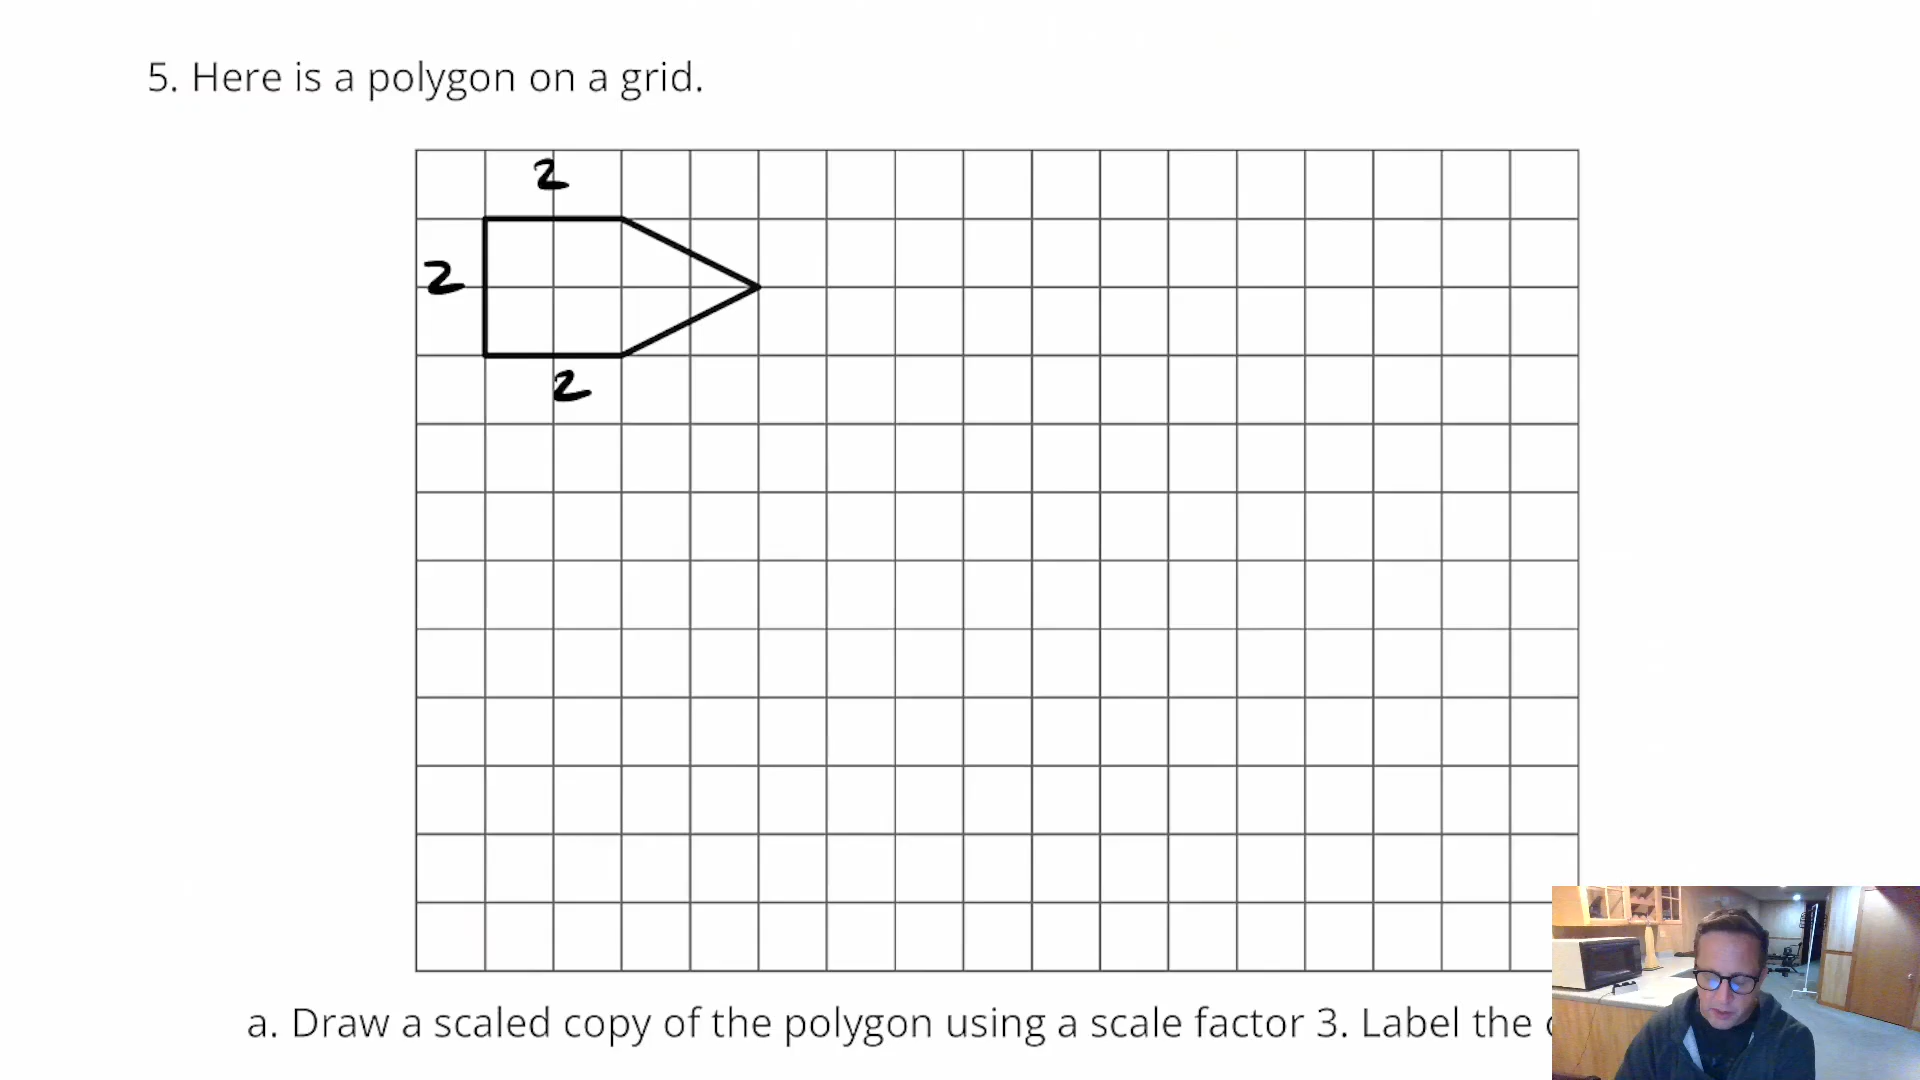 5. Here is a polygon on a grid.
2
2
2
a. Draw a scaled copy of the polygon using a scale factor 3. Label the